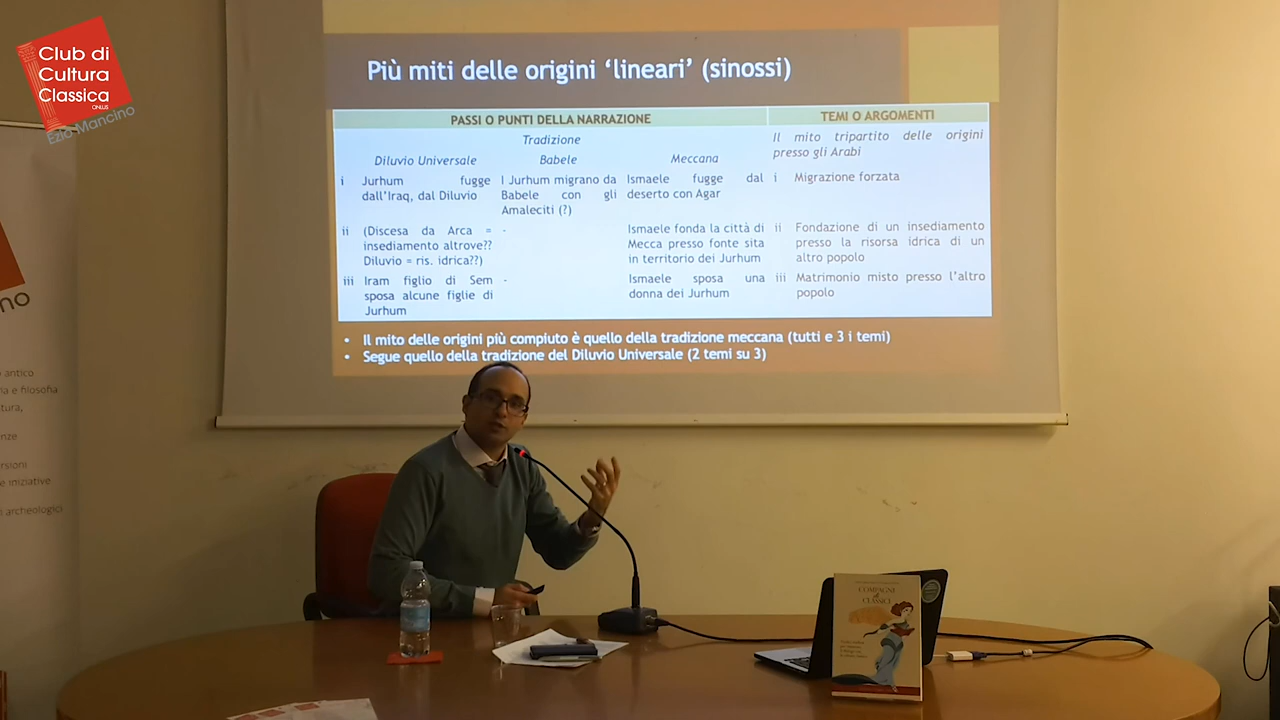 Club di
Cultura
Classica
ONLUS
Ezio Mancino
Più miti delle origini ‘lineari’ (sinossi)
PASSI O PUNTI DELLA NARRAZIONE
TEMI O ARGOMENTI
Tradizione
Diluvio Universale
Babele
Meccana
Il mito tripartito delle origini
presso gli Arabi
i
Jurhum fugge
dall’Iraq, dal Diluvio
I Jurhum migrano da
Babele con gli
Amaleciti (?)
Ismaele fugge dal
deserto con Agar
i
Migrazione forzata
ii
(Discesa da Arca =
insediamento altrove??
Diluvio = ris. idrica??)
-
Ismaele fonda la città di
Mecca presso fonte sita
in territorio dei Jurhum
ii
Fondazione di un insediamento
presso la risorsa idrica di un
altro popolo
iii
Iram figlio di Sem
sposa alcune figlie di
Jurhum
-
Ismaele sposa una
donna dei Jurhum
iii
Matrimonio misto presso l’altro
popolo
• Il mito delle origini più compiuto è quello della tradizione meccana (tutti e 3 i temi)
• Segue quello della tradizione del Diluvio Universale (2 temi su 3)
no
antico
a e filosofia
tura,
nze
rsioni
e iniziative
archeologici
COMPAGNI
di
CLASSICI